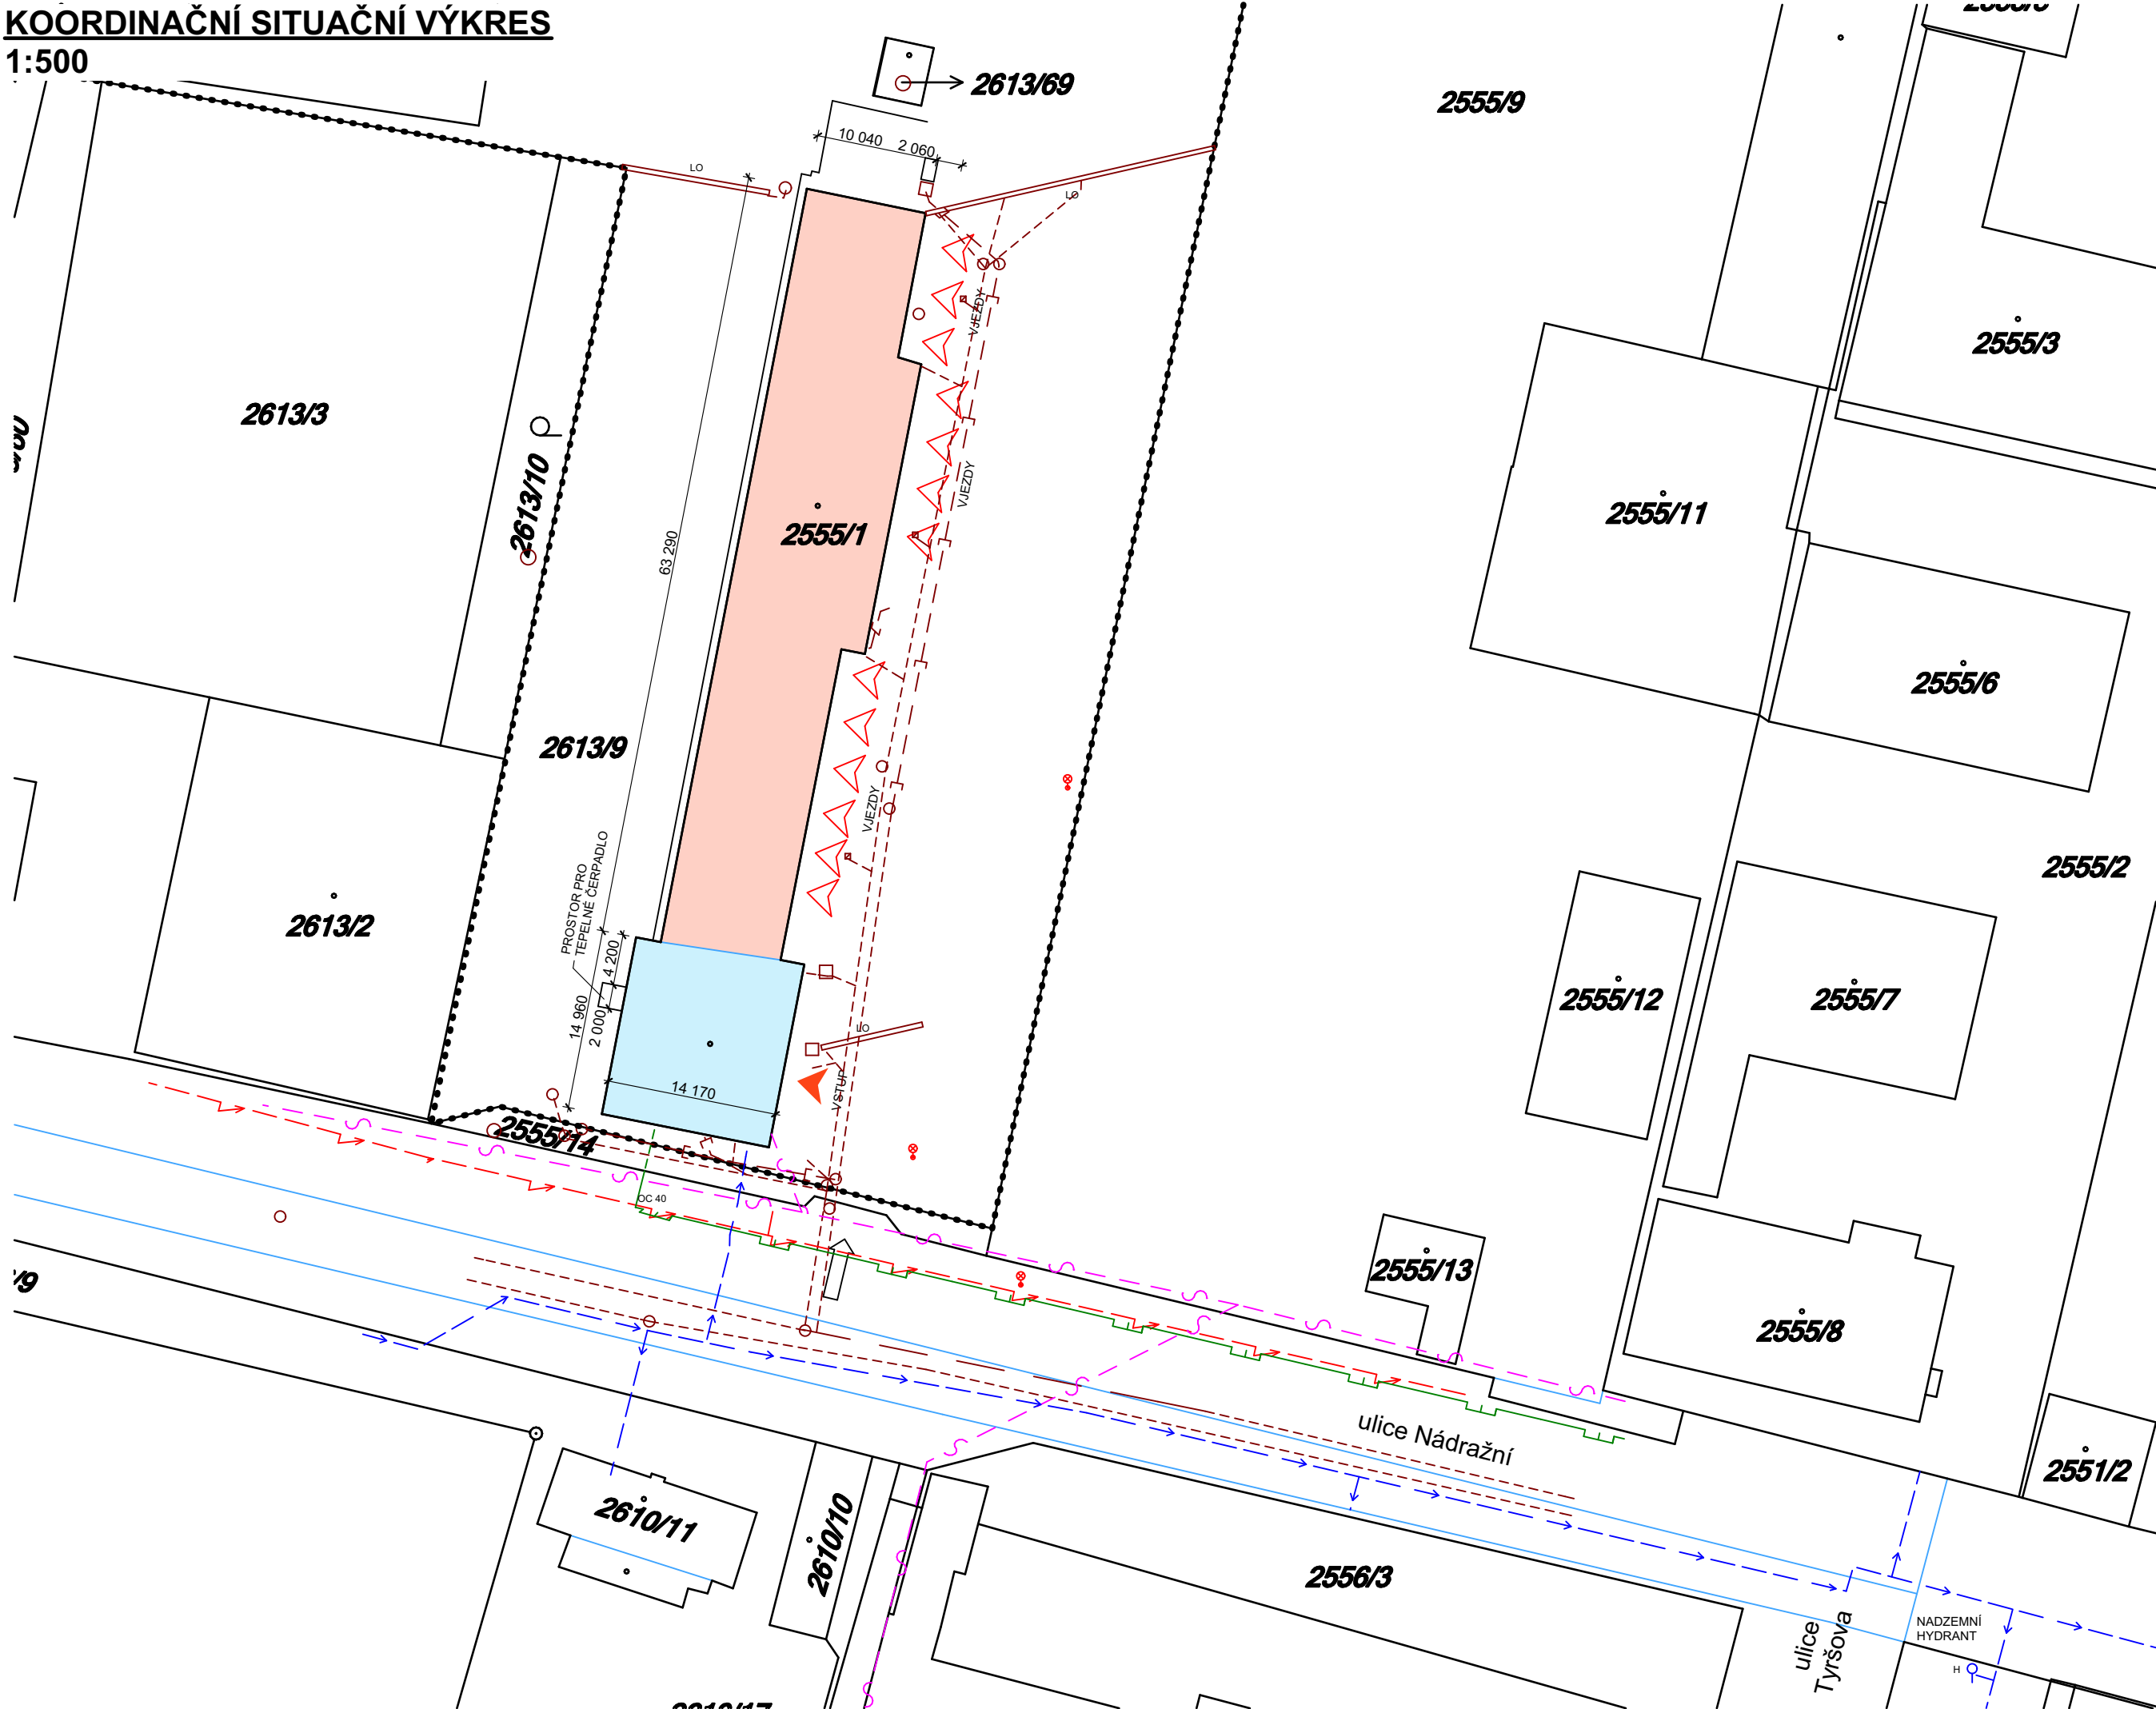 KOORDINAČNÍ SITUAČNÍ VÝKRES
1:500
2613/69
2555/9
10 040
2 060
LO
LO
2555/3
2613/3
VJEZDY
2613/10
63 290
2555/1
VJEZDY
2555/11
2555/6
2613/9
VJEZDY
2555/2
PROSTOR PRO
TEPELNÉ ČERPADLO
2613/2
4 200
14 960
2 000
2555/12
2555/7
LO
14 170
VSTUP
2555/14
OC 40
2555/13
2555/8
ulice Nádražní
2551/2
2610/11
2610/10
2556/3
ulice
Tyršova
NADZEMNÍ
HYDRANT
H